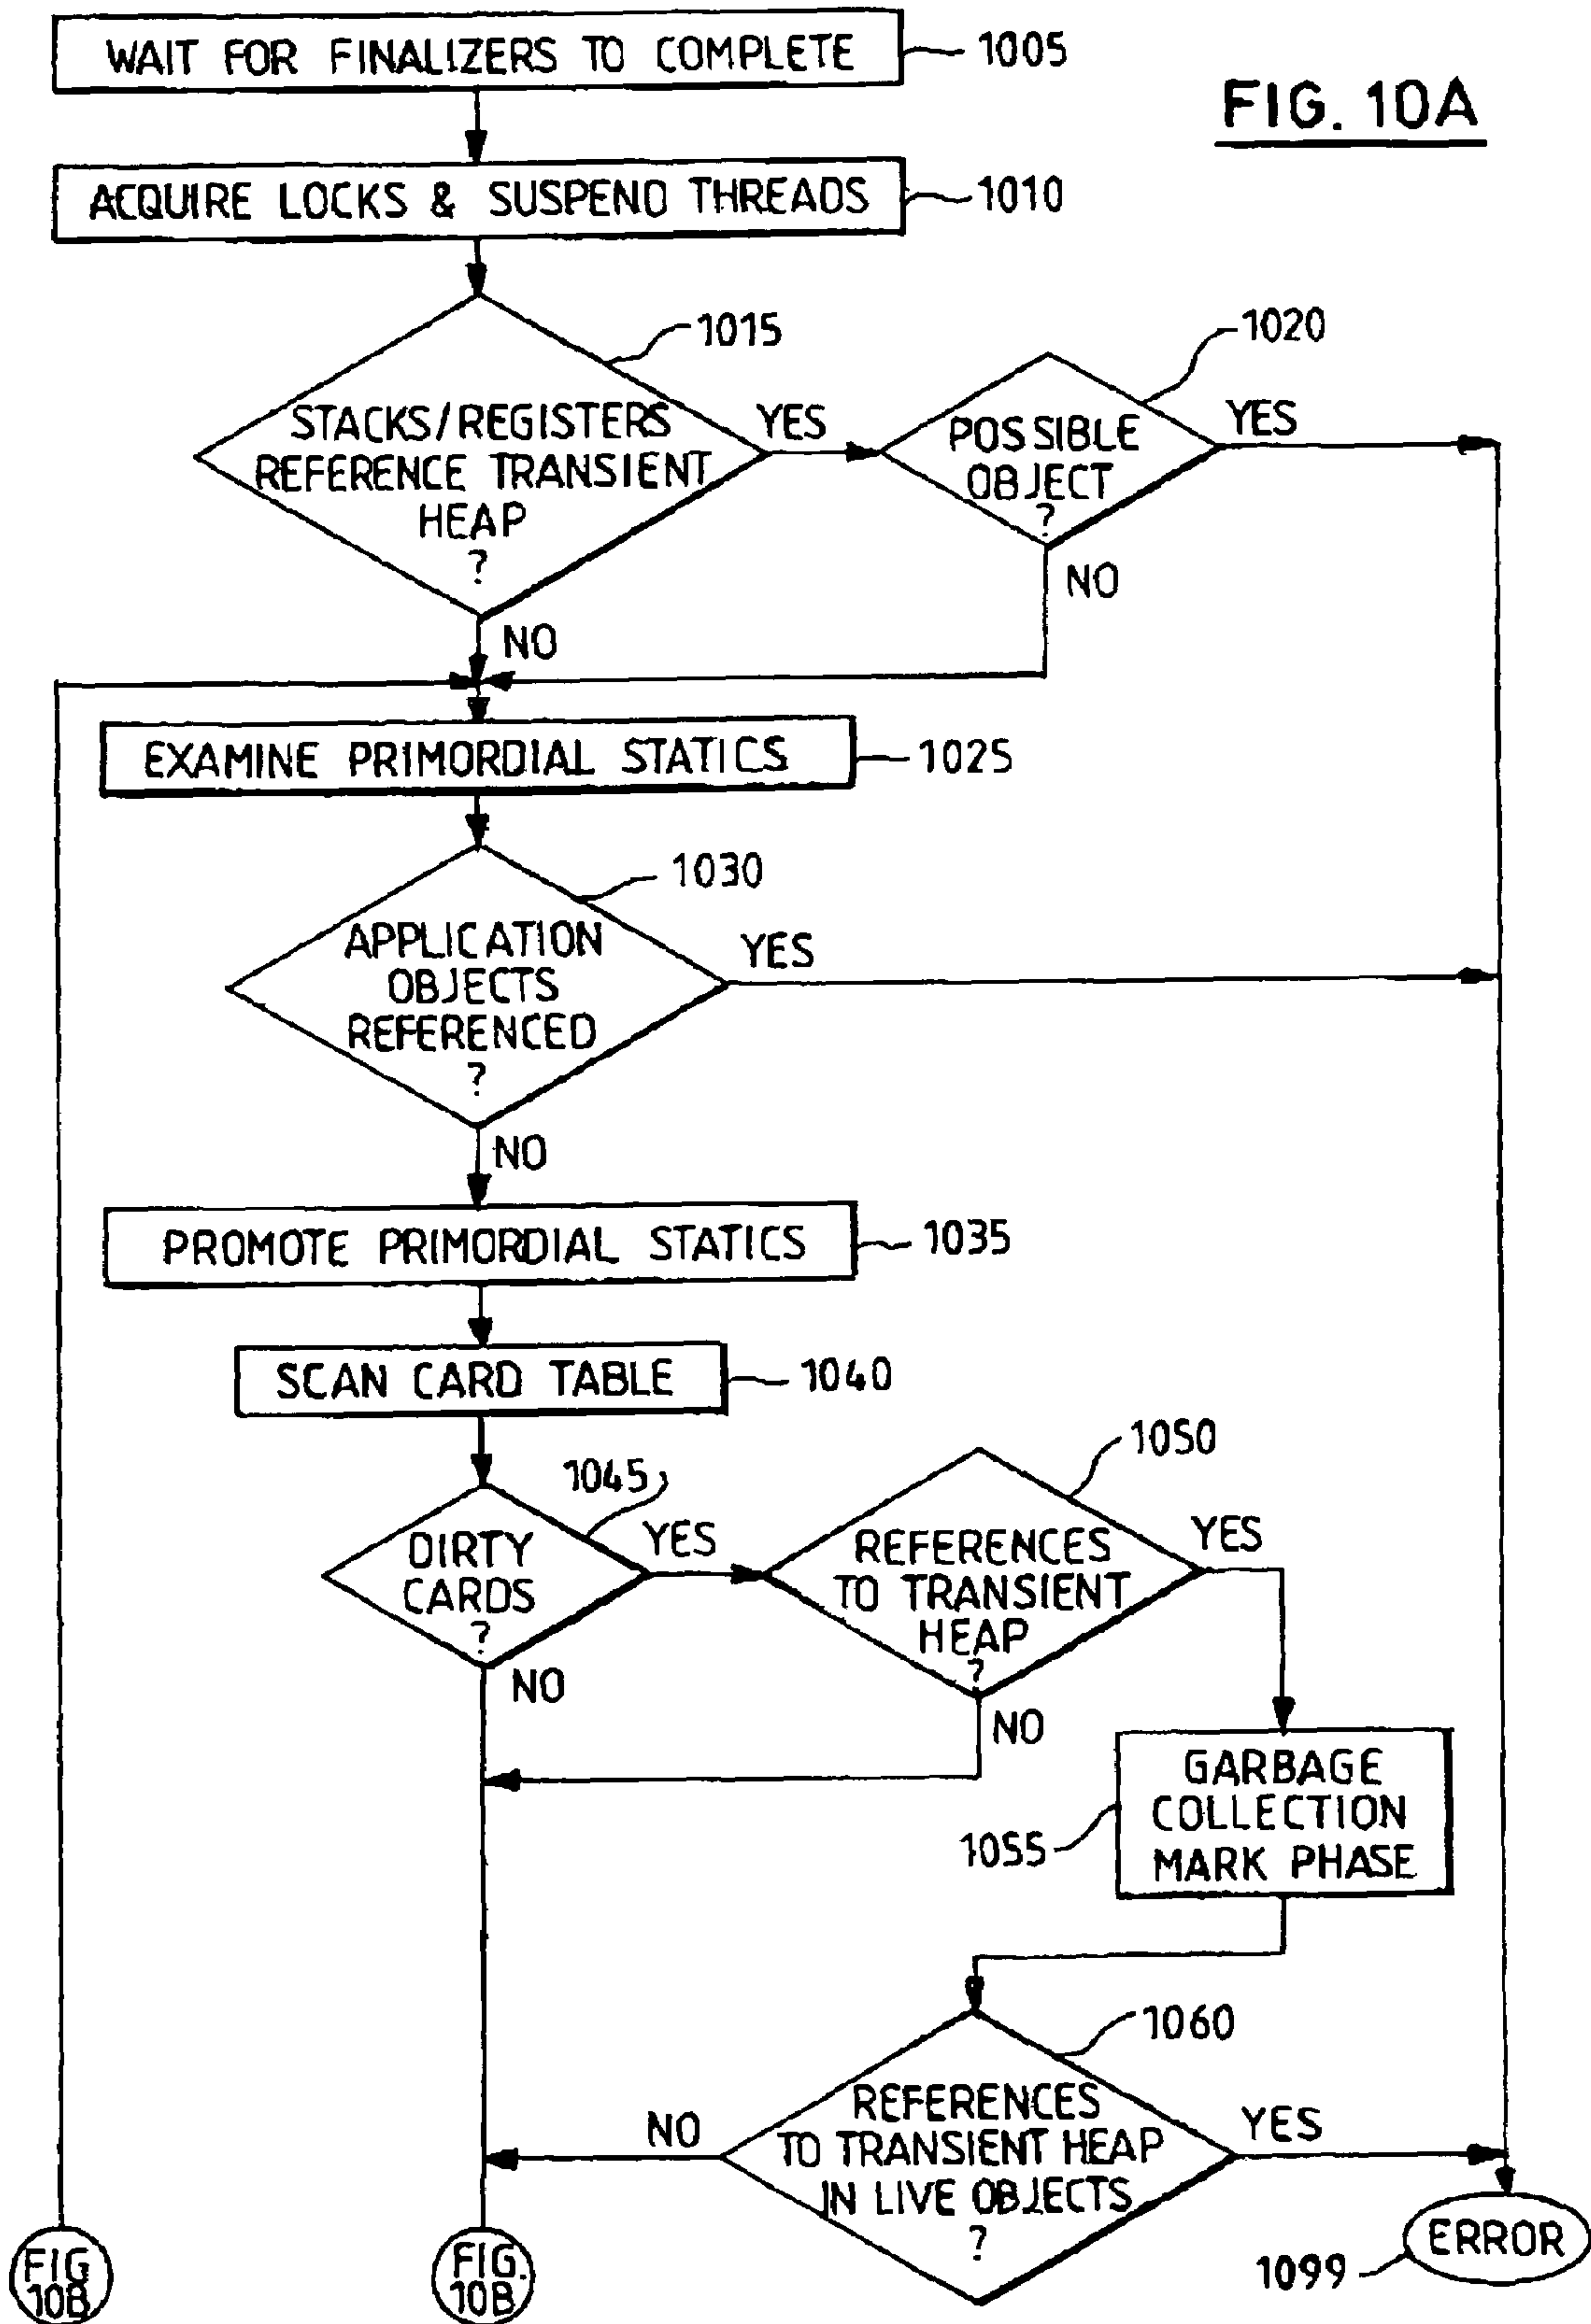 WAIT FOR FINALIZERS TO COMPLETE
1005
FIG. 10A
ACQUIRE LOCKS & SUSPEND THREADS
1010
1015
1020
STACKS/REGISTERS
REFERENCE TRANSIENT
HEAP
?
YES
POSSIBLE
OBJECT
?
YES
NO
NO
EXAMINE PRIMORDIAL STATICS
1025
1030
APPLICATION
OBJECTS
REFERENCED
?
YES
NO
PROMOTE PRIMORDIAL STATICS
1035
SCAN CARD TABLE
1040
1045
1050
DIRTY
CARDS
?
YES
REFERENCES
TO TRANSIENT
HEAP
?
YES
NO
NO
GARBAGE
COLLECTION
MARK PHASE
1055
1060
REFERENCES
TO TRANSIENT HEAP
IN LIVE OBJECTS
?
NO
YES
FIG
10B
FIG.
10B
1099
ERROR